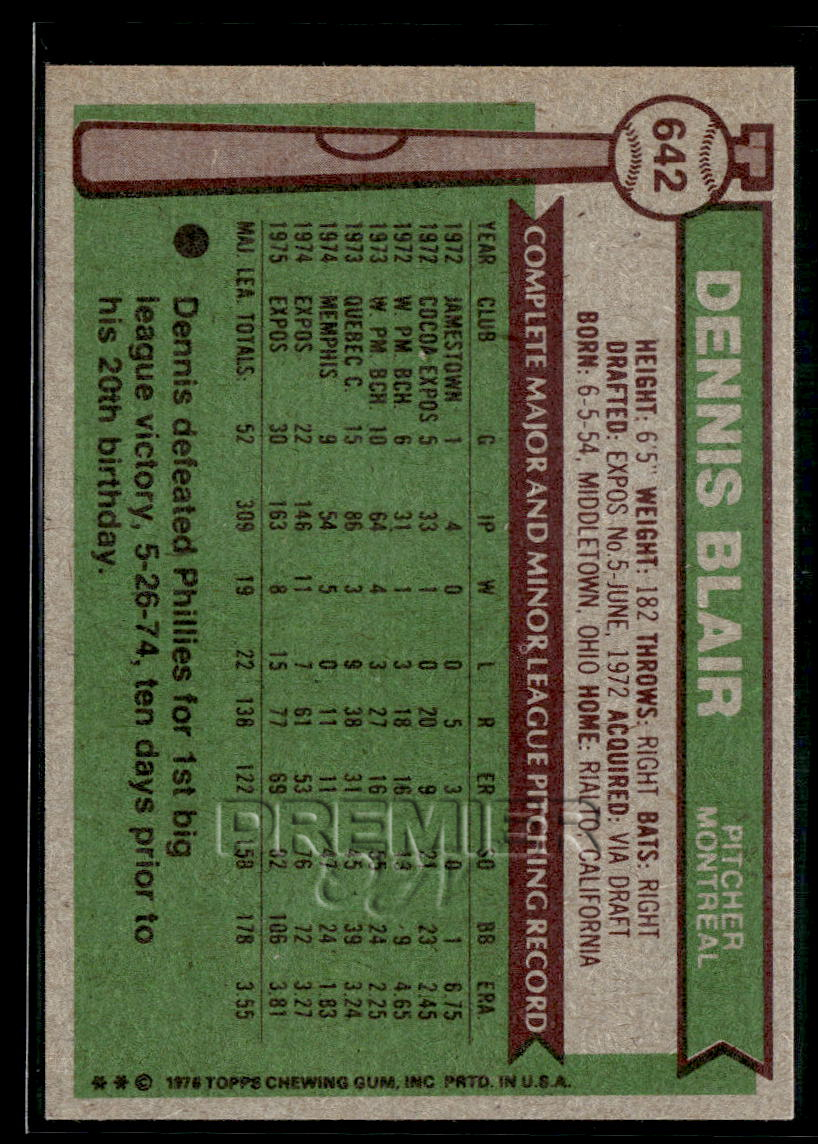 642
DENNIS BLAIR
PITCHER
MONTREAL
HEIGHT: 6'5" WEIGHT: 182 THROWS: RIGHT BATS: RIGHT
DRAFTED: EXPOS No.5-JUNE, 1972 ACQUIRED: VIA DRAFT
BORN: 6-5-54, MIDDLETOWN, OHIO HOME: RIALTO, CALIFORNIA
COMPLETE MAJOR AND MINOR LEAGUE PITCHING RECORD
YEAR CLUB G IP W L R ER SO BB ERA
1972 JAMESTOWN 1 4 0 0 5 3 0 1 6.75
1972 COCOA EXPOS 5 33 1 0 20 9 21 23 2.45
1972 W PM. BCH. 6 31 1 3 18 16 9 4.65
1973 W PM. BCH. 10 64 4 3 27 16 24 2.25
1973 QUEBEC C. 15 86 3 9 38 31 39 3.24
1974 MEMPHIS 9 54 5 0 11 11 24 1.83
1974 EXPOS 22 146 11 7 61 53 76 72 3.27
1975 EXPOS 30 163 8 15 77 69 82 106 3.81
MAJ. LEA. TOTALS: 52 309 19 22 138 122 158 178 3.55
Dennis defeated Phillies for 1st big
league victory, 5-26-74, ten days prior to
his 20th birthday.
* * © 1976 TOPPS CHEWING GUM, INC PRTD. IN U.S.A.
PREMIER